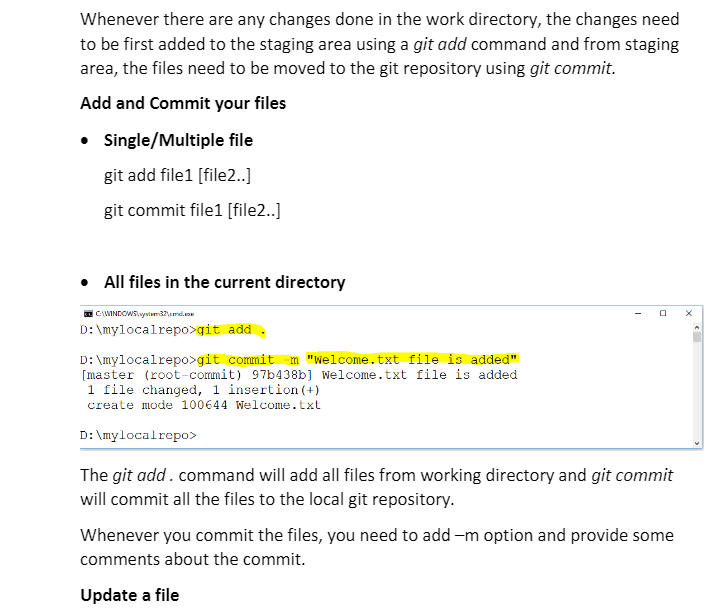 Whenever there are any changes done in the work directory, the changes need
to be first added to the staging area using a git add command and from staging
area, the files need to be moved to the git repository using git commit.
Add and Commit your files
• Single/Multiple file
git add file1 [file2..]
git commit file1 [file2..]
• All files in the current directory
C:\WINDOWS\system32\cmd.exe
D:\mylocalrepo>git add .
D:\mylocalrepo>git commit -m "Welcome.txt file is added"
[master (root-commit) 97b438b] Welcome.txt file is added
1 file changed, 1 insertion(+)
create mode 100644 Welcome.txt
D:\mylocalrepo>
The git add . command will add all files from working directory and git commit
will commit all the files to the local git repository.
Whenever you commit the files, you need to add –m option and provide some
comments about the commit.
Update a file